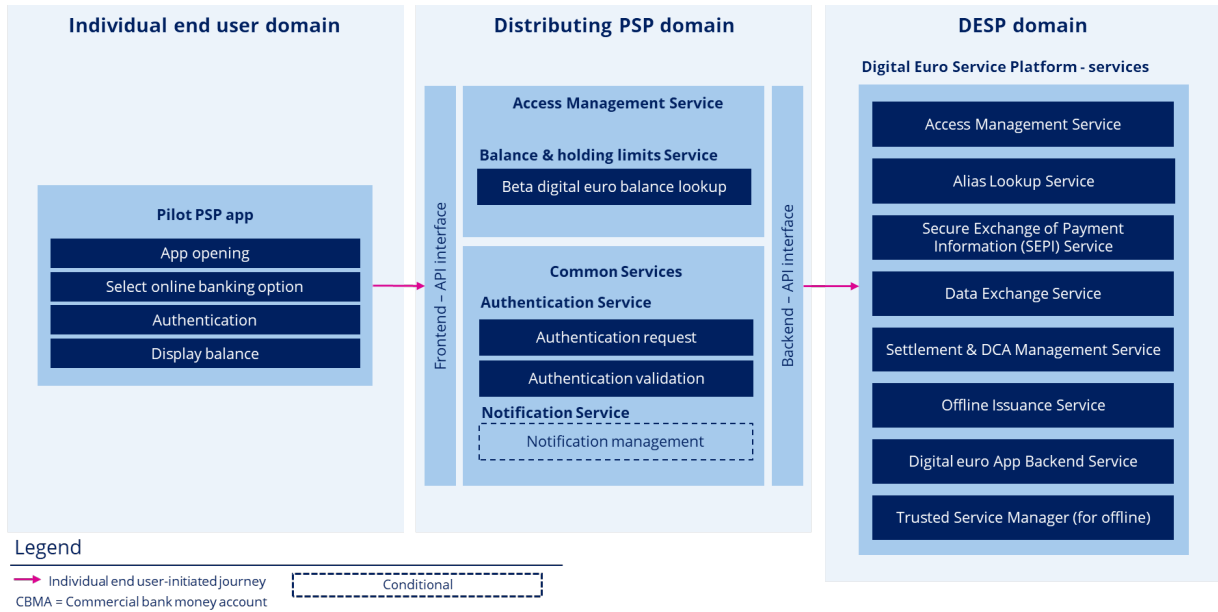 Individual end user domain
Pilot PSP app
App opening
Select online banking option
Authentication
Display balance
Distributing PSP domain
Frontend – API interface
Access Management Service
Balance & holding limits Service
Beta digital euro balance lookup
Common Services
Authentication Service
Authentication request
Authentication validation
Notification Service
Notification management
Backend – API interface
DESP domain
Digital Euro Service Platform - services
Access Management Service
Alias Lookup Service
Secure Exchange of Payment
Information (SEPI) Service
Data Exchange Service
Settlement & DCA Management Service
Offline Issuance Service
Digital euro App Backend Service
Trusted Service Manager (for offline)
Legend
Individual end user-initiated journey
Conditional
CBMA = Commercial bank money account